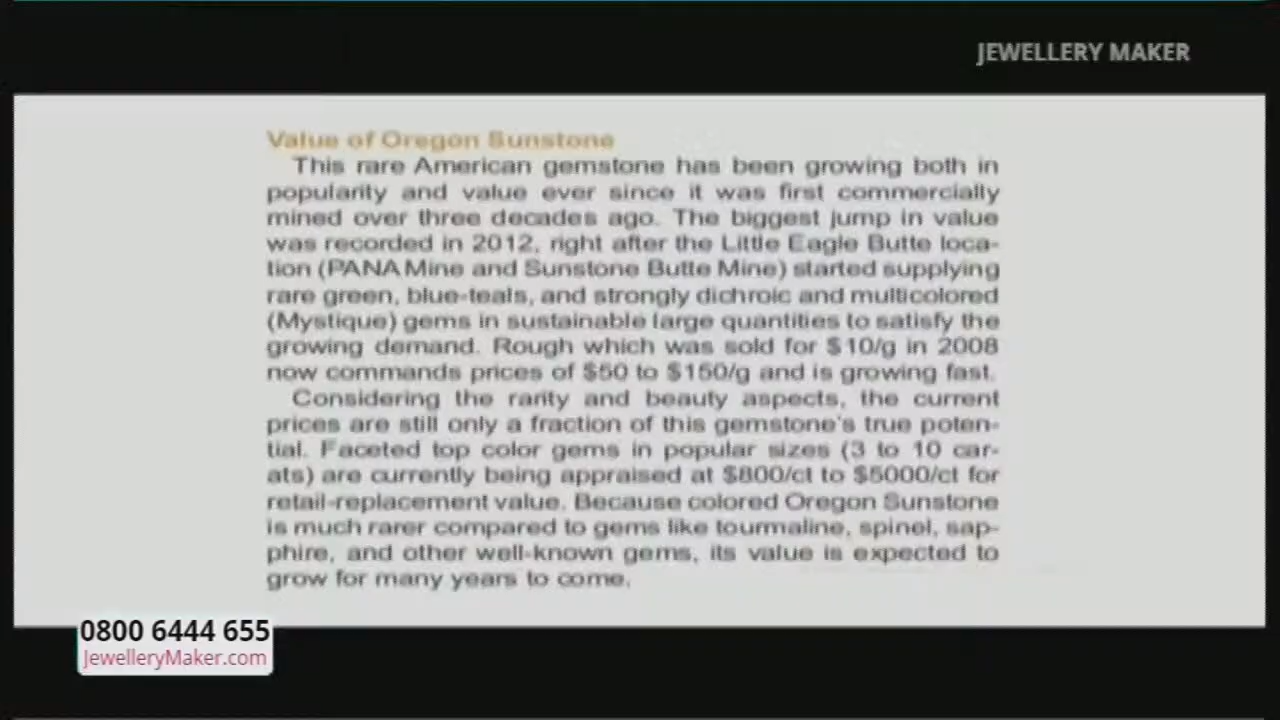 JEWELLERY MAKER
Value of Oregon Sunstone
This rare American gemstone has been growing both in
popularity and value ever since it was first commercially
mined over three decades ago. The biggest jump in value
was recorded in 2012, right after the Little Eagle Butte loca-
tion (PANA Mine and Sunstone Butte Mine) started supplying
rare green, blue-teals, and strongly dichroic and multicolored
(Mystique) gems in sustainable large quantities to satisfy the
growing demand. Rough which was sold for $10/g in 2008
now commands prices of $50 to $150/g and is growing fast.
Considering the rarity and beauty aspects, the current
prices are still only a fraction of this gemstone's true poten-
tial. Faceted top color gems in popular sizes (3 to 10 car-
ats) are currently being appraised at $800/ct to $5000/ct for
retail-replacement value. Because colored Oregon Sunstone
is much rarer compared to gems like tourmaline, spinel, sap-
phire, and other well-known gems, its value is expected to
grow for many years to come.
0800 6444 655
JewelleryMaker.com